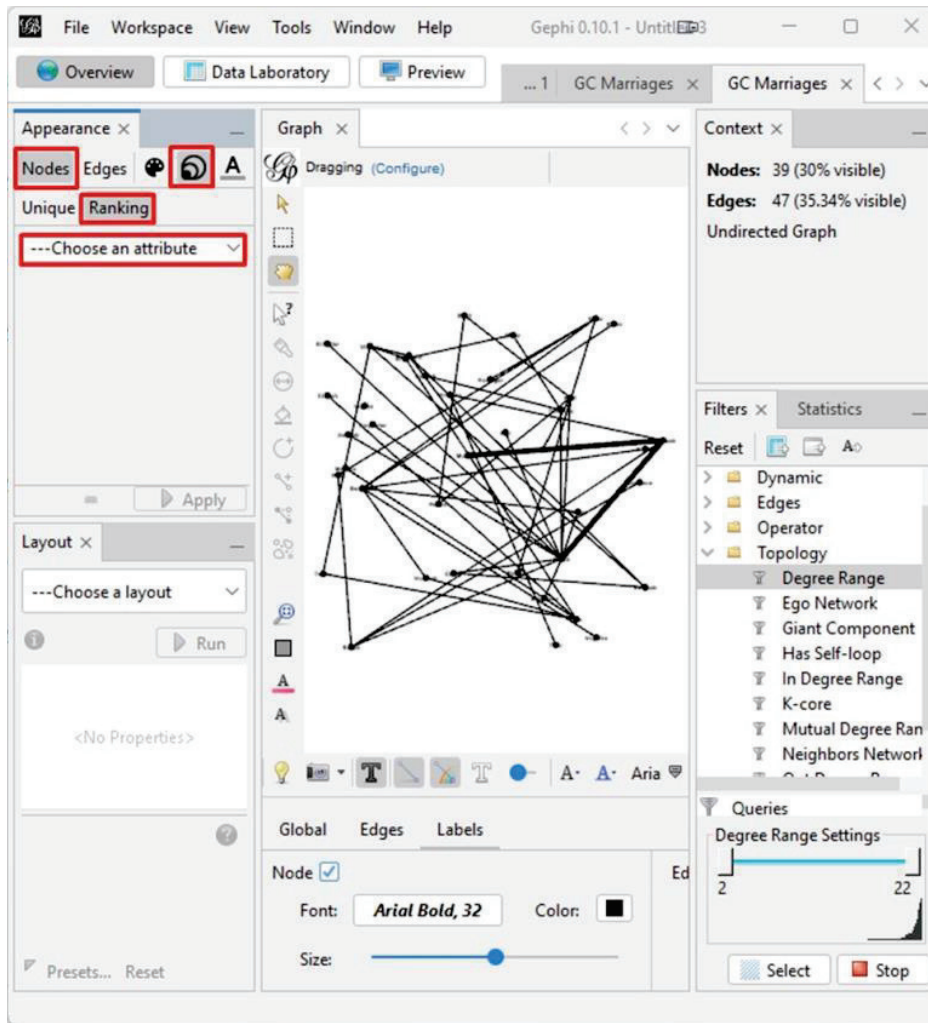 File Workspace View Tools Window Help Gephi 0.10.1 - Untitled3
Overview Data Laboratory Preview
... 1 GC Marriages × GC Marriages ×
Appearance ×
Nodes Edges A
Unique Ranking
---Choose an attribute
Apply
Layout ×
---Choose a layout
Run
<No Properties>
?
Presets... Reset
Graph ×
Dragging (Configure)
?
A
A
T T A A Aria
Global Edges Labels
Node
Ed
Font: Arial Bold, 32 Color:
Size:
Context ×
Nodes: 39 (30% visible)
Edges: 47 (35.34% visible)
Undirected Graph
Filters × Statistics
Reset A
Dynamic
Edges
Operator
Topology
Degree Range
Ego Network
Giant Component
Has Self-loop
In Degree Range
K-core
Mutual Degree Ran
Neighbors Network
Queries
Degree Range Settings
2 22
Select Stop